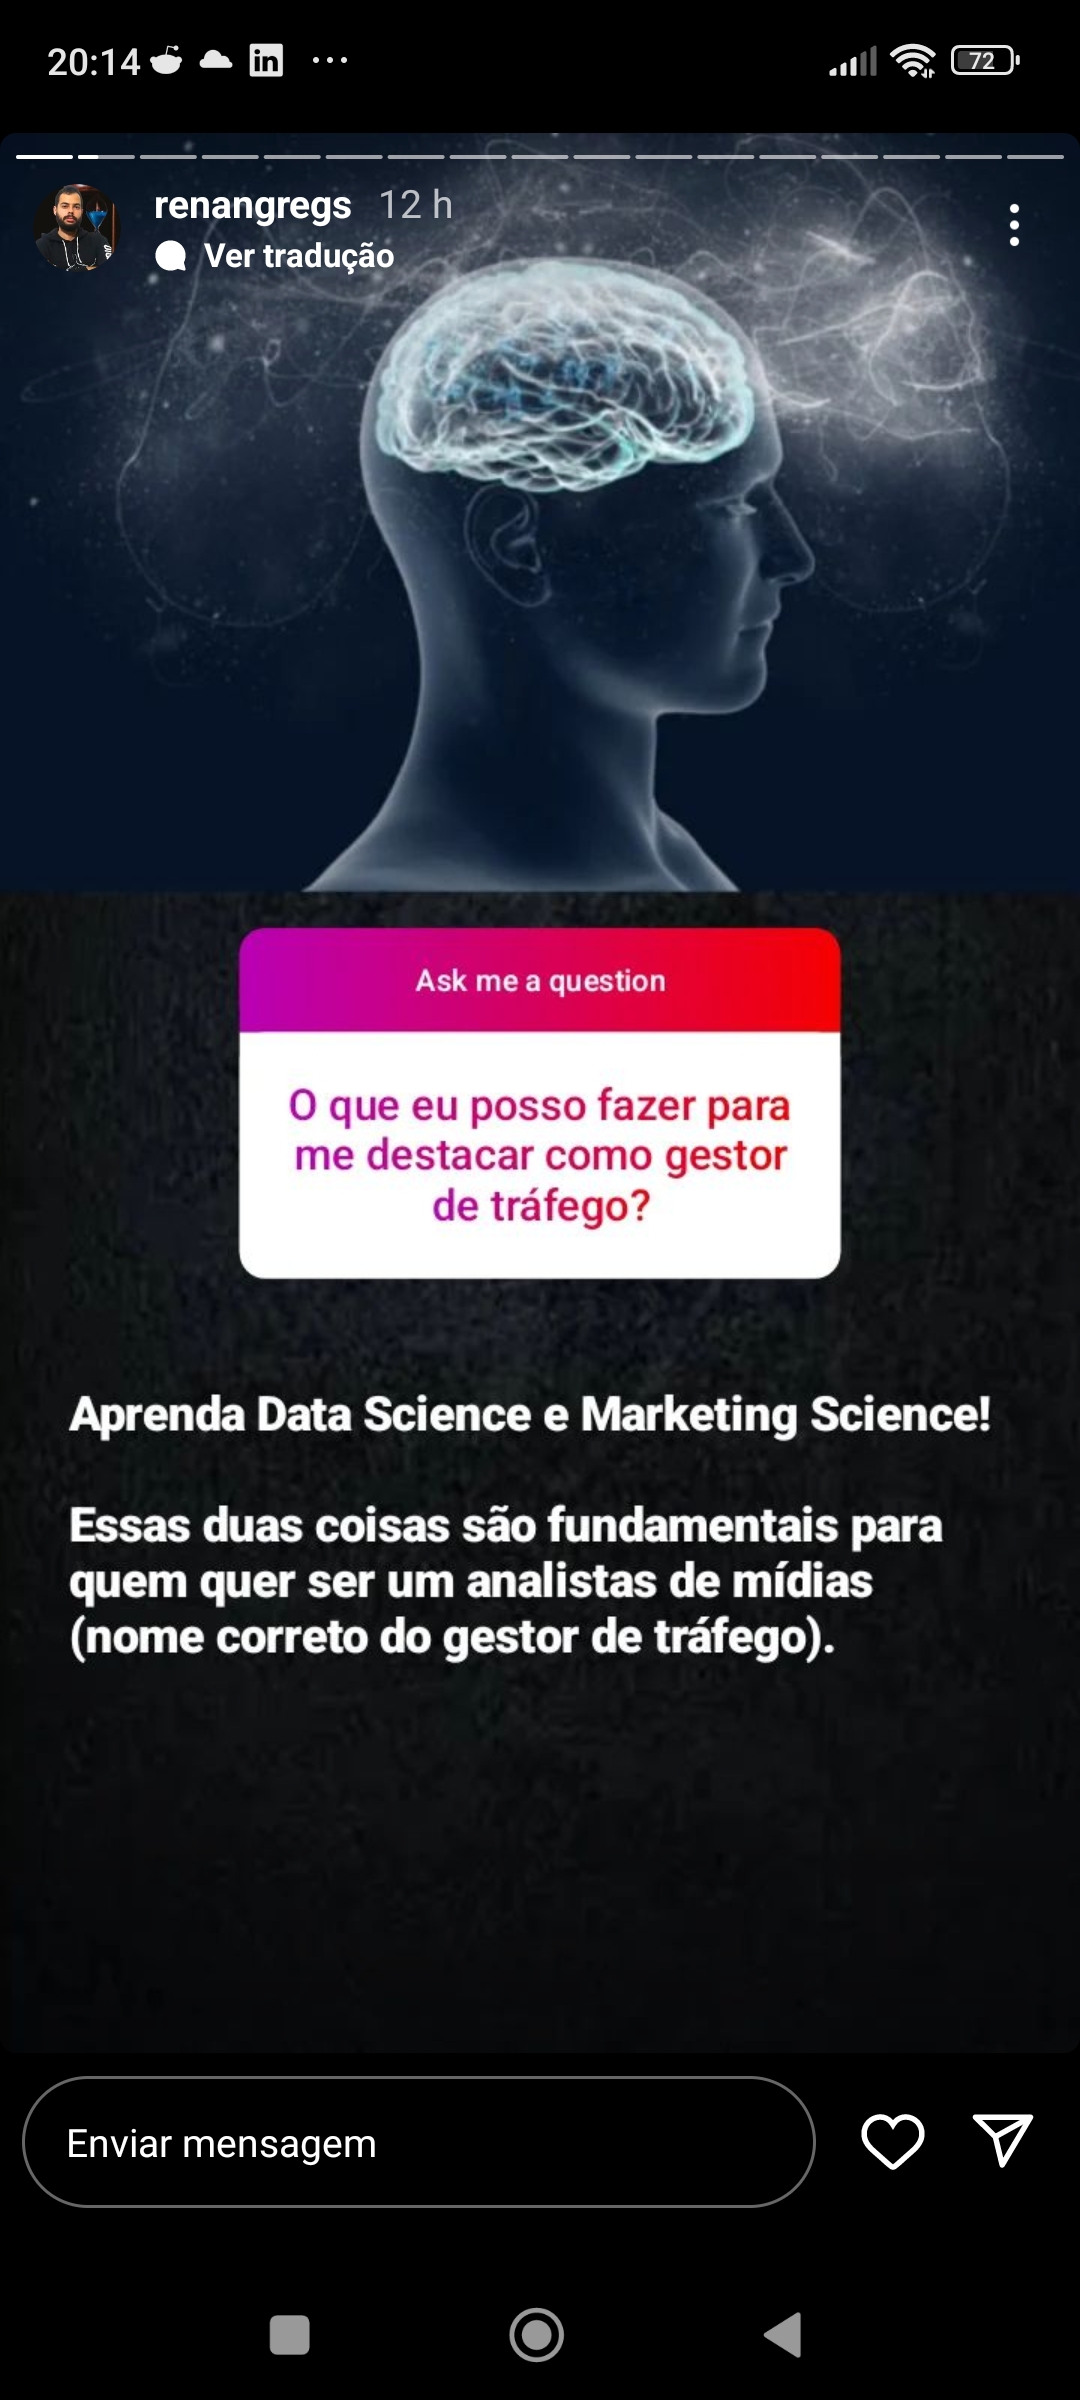 20:14
72
renangregs 12 h
Ver tradução
Ask me a question
O que eu posso fazer para
me destacar como gestor
de tráfego?
Aprenda Data Science e Marketing Science!
Essas duas coisas são fundamentais para
quem quer ser um analistas de mídias
(nome correto do gestor de tráfego).
Enviar mensagem